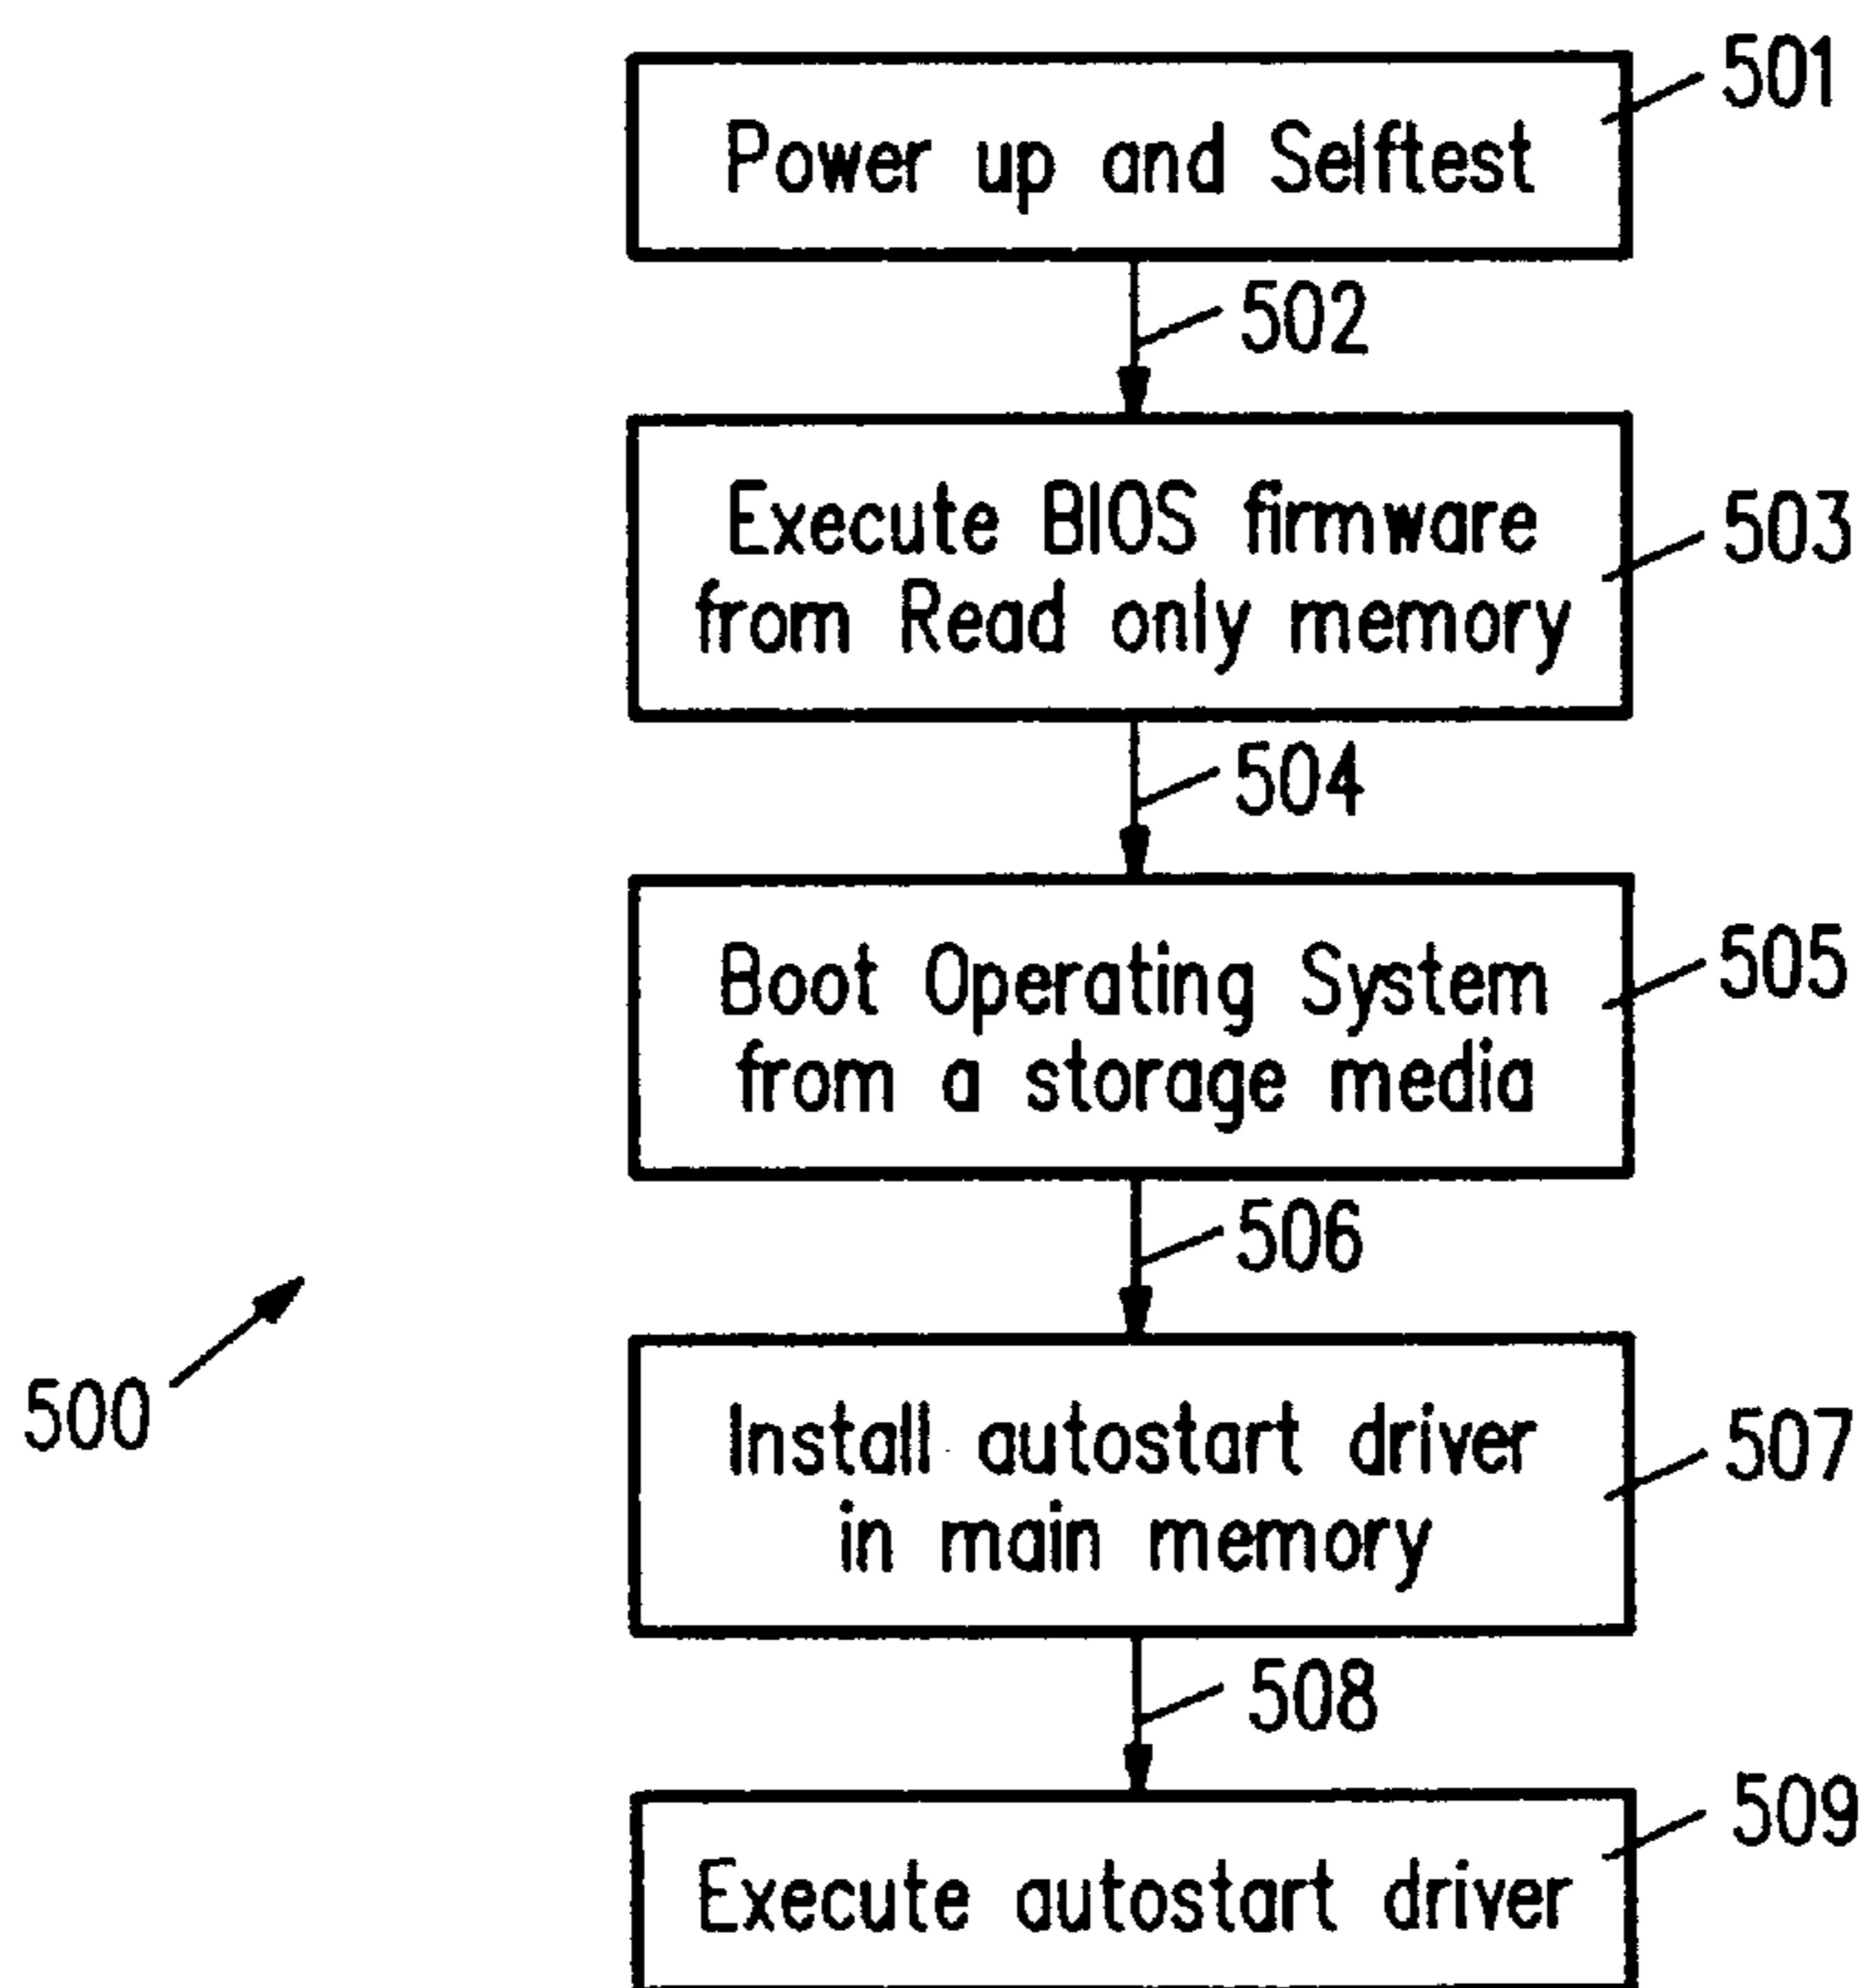 501
Power up and Selftest
502
Execute BIOS firmware
from Read only memory
503
504
Boot Operating System
from a storage media
505
506
500
Install autostart driver
in main memory
507
508
509
Execute autostart driver